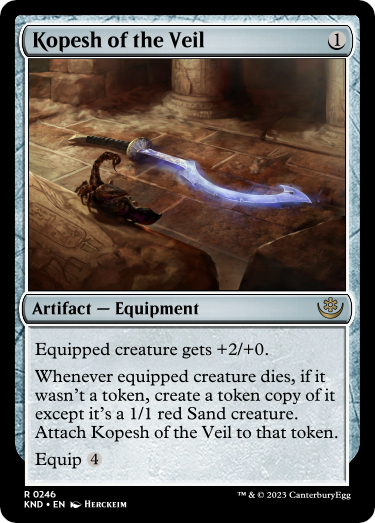 Kopesh of the Veil 1
Artifact — Equipment
Equipped creature gets +2/+0.
Whenever equipped creature dies, if it
wasn't a token, create a token copy of it
except it's a 1/1 red Sand creature.
Attach Kopesh of the Veil to that token.
Equip 4
R 0246
KND • EN Herckeim
™ & © 2023 CanterburyEgg